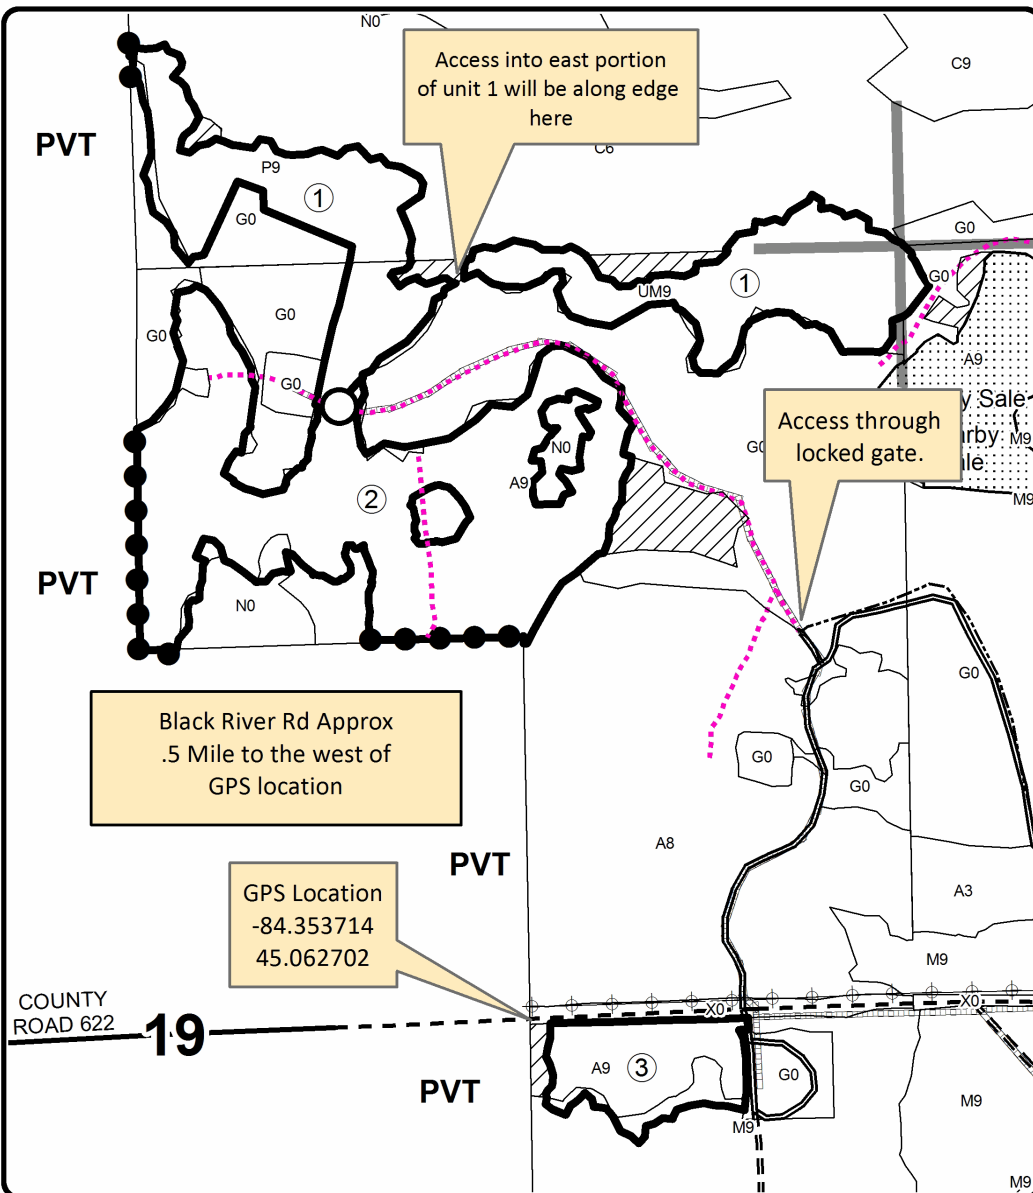 N0
Access into east portion
of unit 1 will be along edge
here
C9
PVT
C6
P9
1
G0
G0
G0
UM9
1
G0
G0
G0
A9
Access through
locked gate.
y Sale
G0
M9
N0
A9
2
M9
PVT
N0
G0
Black River Rd Approx
.5 Mile to the west of
GPS location
G0
G0
A8
PVT
GPS Location
-84.353714
45.062702
A3
M9
COUNTY
ROAD 622
19
X0
X0
A9
3
G0
PVT
M9
M9
M9